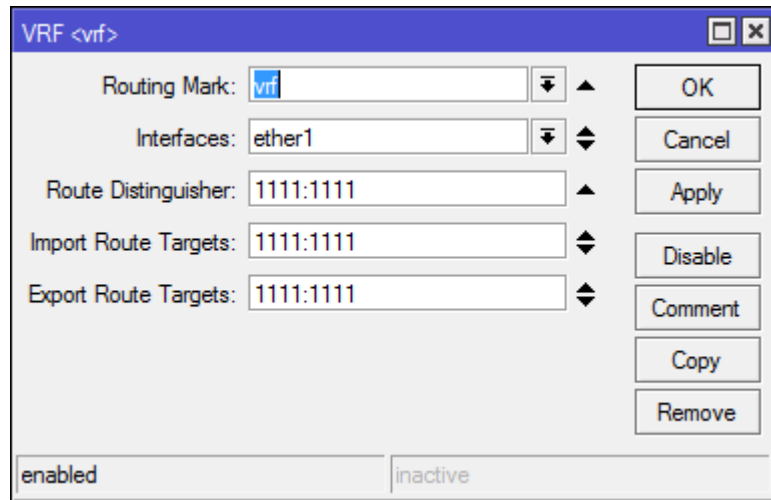 VRF <vrf>
Routing Mark: vrf
OK
Interfaces: ether1
Cancel
Route Distinguisher: 1111:1111
Apply
Import Route Targets: 1111:1111
Disable
Export Route Targets: 1111:1111
Comment
Copy
Remove
enabled
inactive